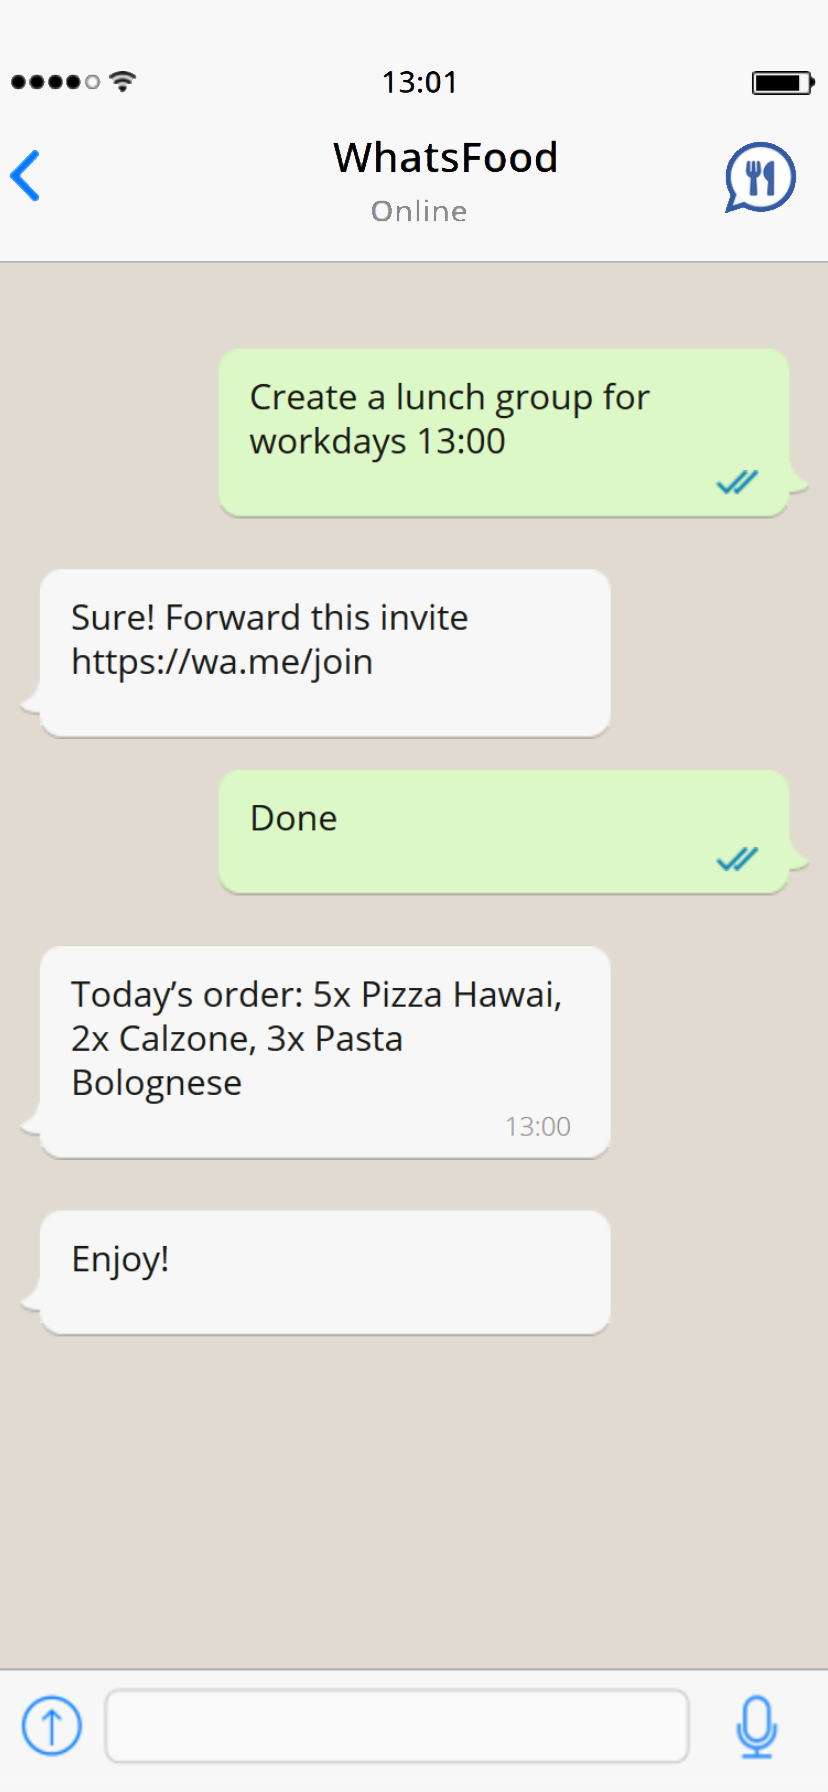 13:01
WhatsFood
Online
Create a lunch group for
workdays 13:00
Sure! Forward this invite
https://wa.me/join
Done
Today’s order: 5x Pizza Hawai,
2x Calzone, 3x Pasta
Bolognese
13:00
Enjoy!